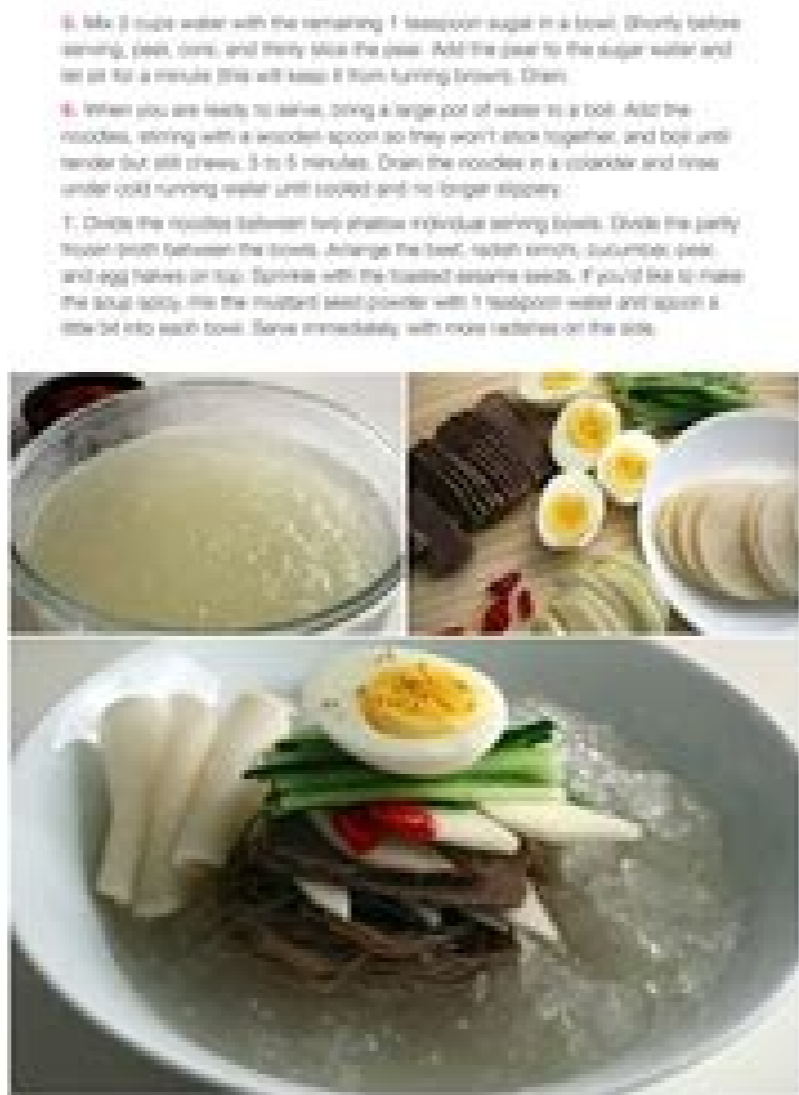 5. Mix 2 cups water with the remaining 1 teaspoon sugar in a bowl. Shortly before
serving, peel, core, and thinly slice the pear. Add the pear to the sugar water and
let sit for a minute (this will keep it from turning brown). Drain.
6. When you are ready to serve, bring a large pot of water to a boil. Add the
noodles, stirring with a wooden spoon so they won't stick together, and boil until
tender but still chewy, 3 to 5 minutes. Drain the noodles in a colander and rinse
under cold running water until cooled and no longer slippery.
7. Divide the noodles between two shallow individual serving bowls. Divide the partly
frozen broth between the bowls. Arrange the beef, radish kimchi, cucumber, pear,
and egg halves on top. Sprinkle with the toasted sesame seeds. If you'd like to make
the soup spicy, mix the mustard seed powder with 1 teaspoon water and spoon a
little bit into each bowl. Serve immediately, with more radishes on the side.